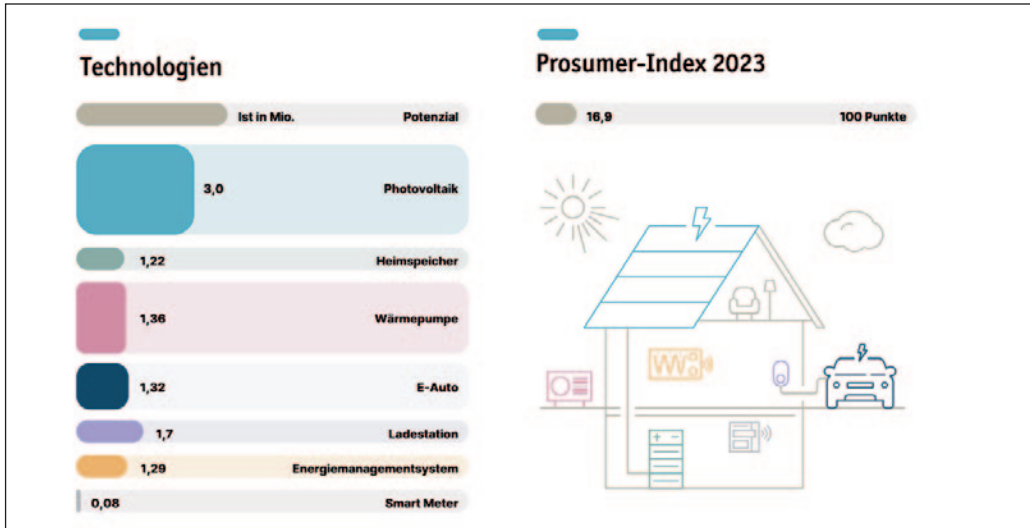 Technologien
Ist in Mio. Potenzial
3,0 Photovoltaik
1,22 Heimspeicher
1,36 Wärmepumpe
1,32 E-Auto
1,7 Ladestation
1,29 Energiemanagementsystem
0,08 Smart Meter
Prosumer-Index 2023
16,9 100 Punkte